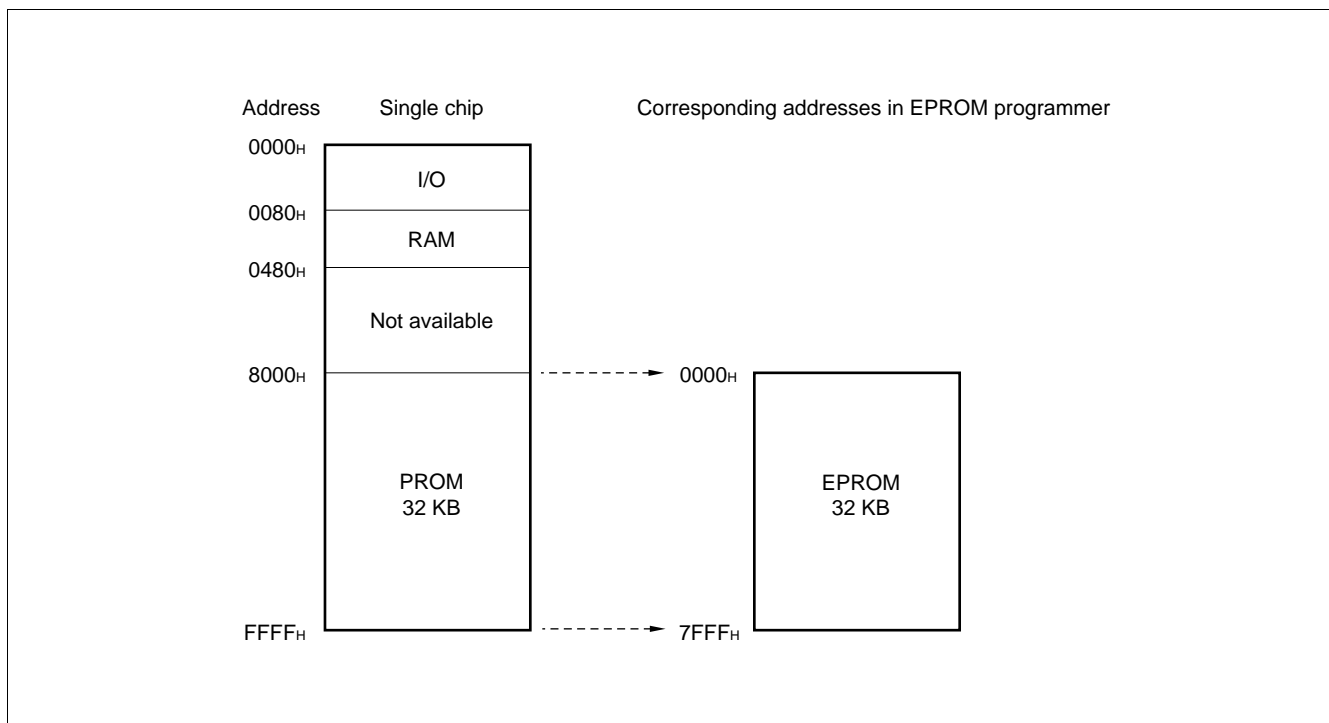 Address Single chip Corresponding addresses in EPROM programmer
0000H
I/O
0080H
RAM
0480H
Not available
8000H 0000H
PROM EPROM
32 KB 32 KB
FFFFH 7FFFH